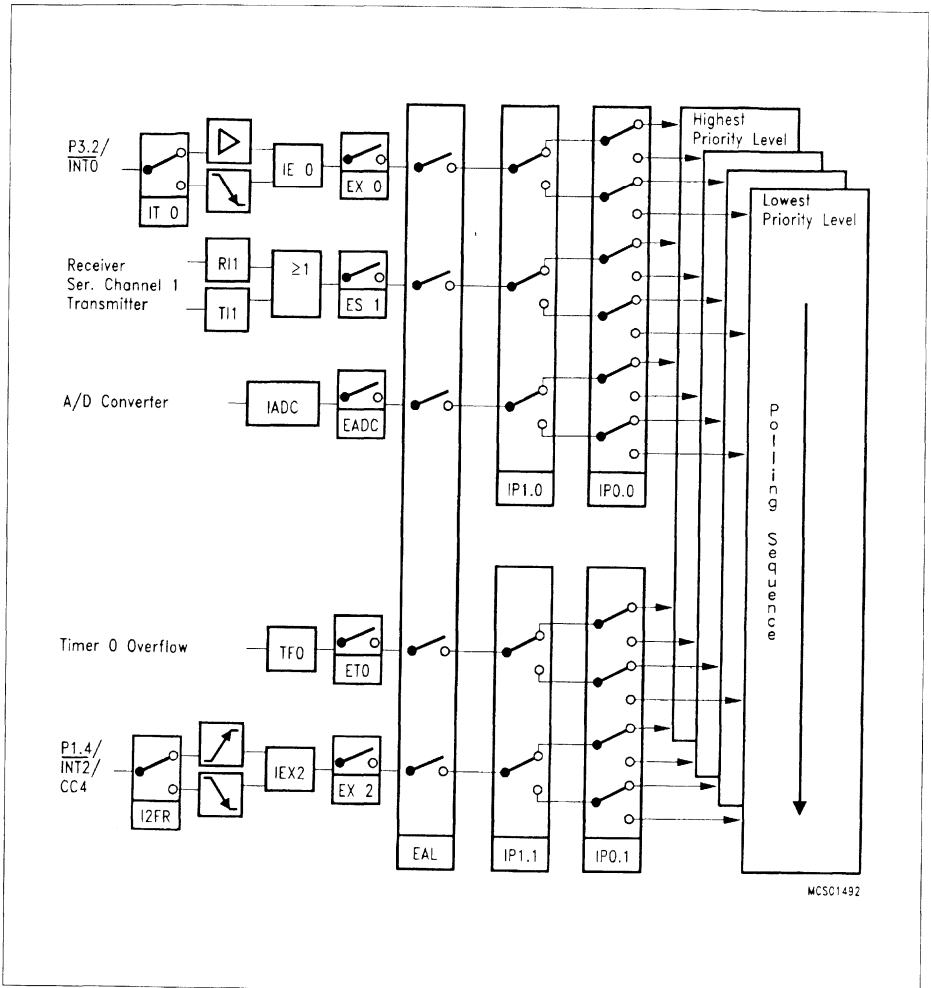 Highest
Priority Level
P3.2/
INT0
IT 0
IE 0
EX 0
Lowest
Priority Level
Receiver
Ser. Channel 1
Transmitter
RI1
TI1
≥1
ES 1
A/D Converter
IADC
EADC
IP1.0
IP0.0
Polling Sequence
Timer 0 Overflow
TF0
ET0
P1.4/
INT2/
CC4
I2FR
IEX2
EX 2
EAL
IP1.1
IP0.1
MCS01492